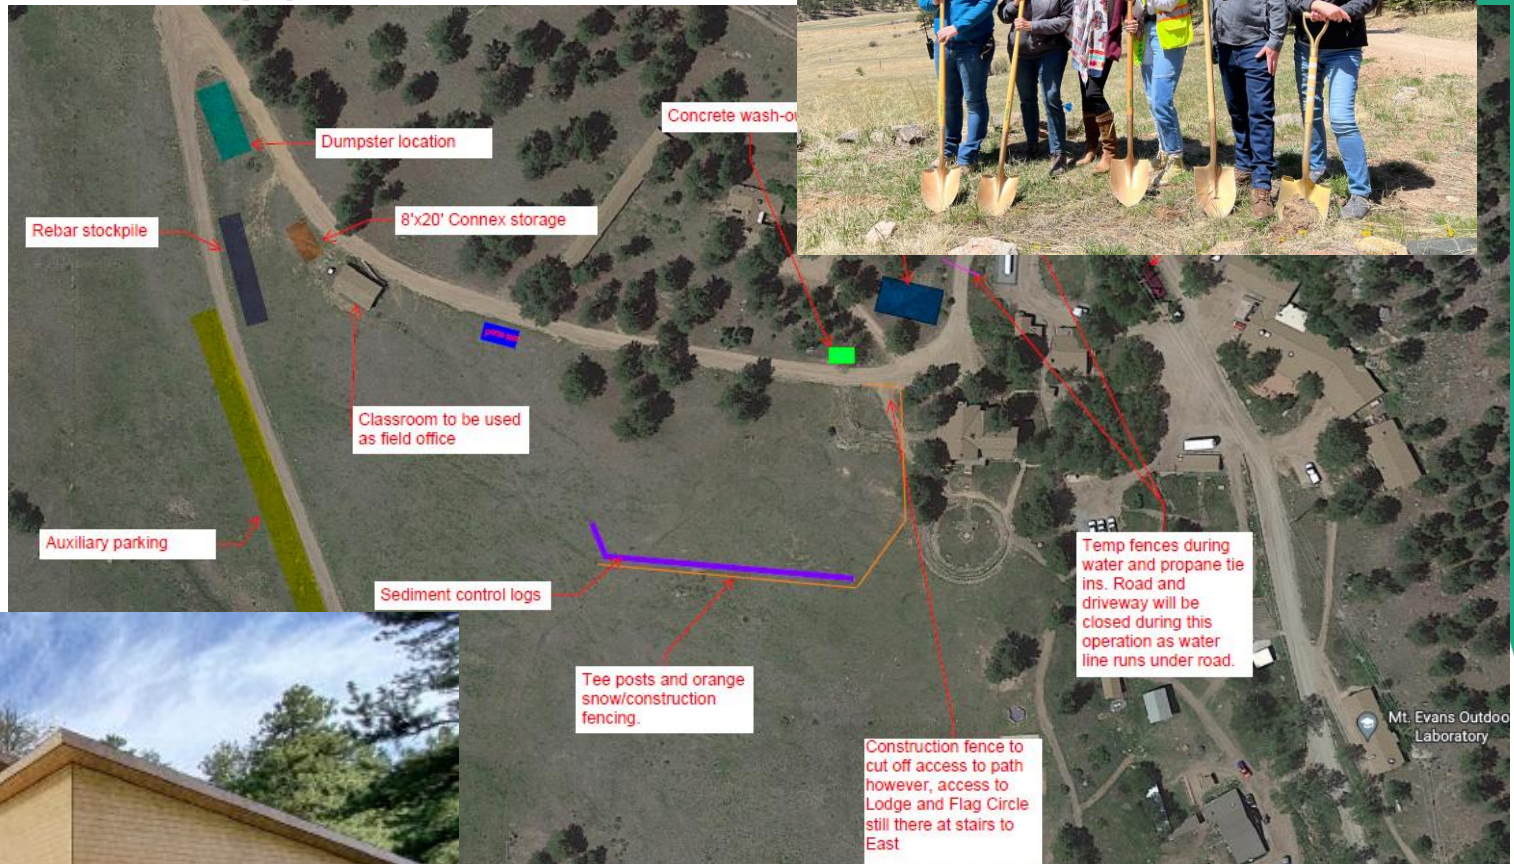 Concrete wash-ou
Dumpster location
8'x20' Connex storage
Rebar stockpile
Classroom to be used
as field office
Auxiliary parking
Sediment control logs
Temp fences during
water and propane tie
ins. Road and
driveway will be
closed during this
operation as water
line runs under road.
Tee posts and orange
snow/construction
fencing.
Mt. Evans Outdoo
Laboratory
Construction fence to
cut off access to path
however, access to
Lodge and Flag Circle
still there at stairs to
East